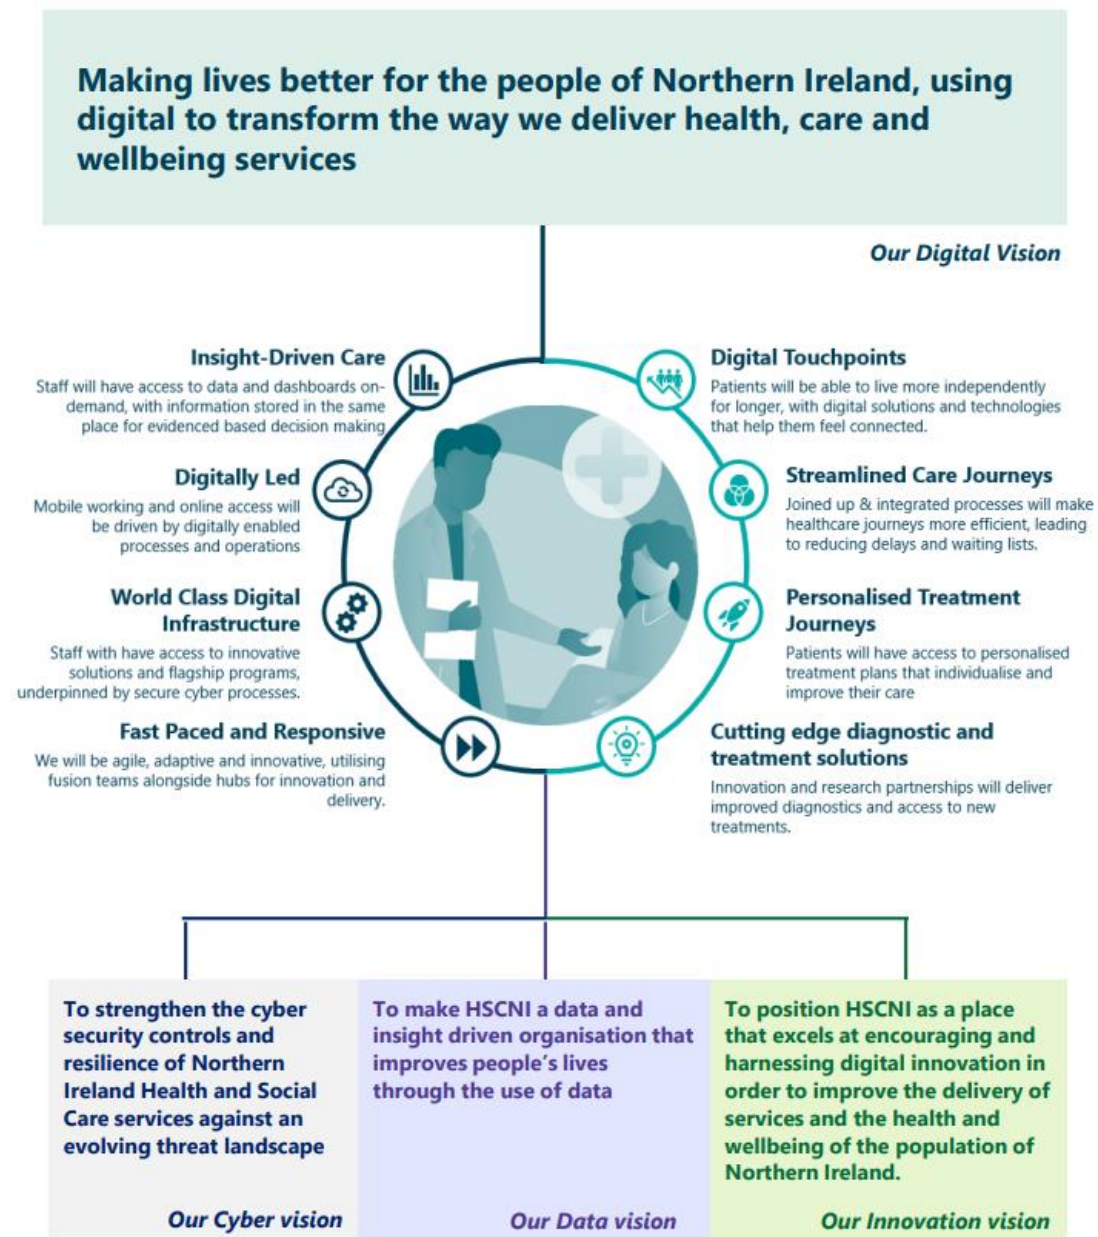 Making lives better for the people of Northern Ireland, using
digital to transform the way we deliver health, care and
wellbeing services
Our Digital Vision
Insight-Driven Care
Staff will have access to data and dashboards on-
demand, with information stored in the same
place for evidenced based decision making
Digitally Led
Mobile working and online access will
be driven by digitally enabled
processes and operations
World Class Digital
Infrastructure
Staff with have access to innovative
solutions and flagship programs,
underpinned by secure cyber processes.
Fast Paced and Responsive
We will be agile, adaptive and innovative, utilising
fusion teams alongside hubs for innovation and
delivery.
Digital Touchpoints
Patients will be able to live more independently
for longer, with digital solutions and technologies
that help them feel connected.
Streamlined Care Journeys
Joined up & integrated processes will make
healthcare journeys more efficient, leading
to reducing delays and waiting lists.
Personalised Treatment
Journeys
Patients will have access to personalised
treatment plans that individualise and
improve their care
Cutting edge diagnostic and
treatment solutions
Innovation and research partnerships will deliver
improved diagnostics and access to new
treatments.
To strengthen the cyber
security controls and
resilience of Northern
Ireland Health and Social
Care services against an
evolving threat landscape
Our Cyber vision
To make HSCNI a data and
insight driven organisation that
improves people's lives
through the use of data
Our Data vision
To position HSCNI as a place
that excels at encouraging and
harnessing digital innovation in
order to improve the delivery of
services and the health and
wellbeing of the population of
Northern Ireland.
Our Innovation vision